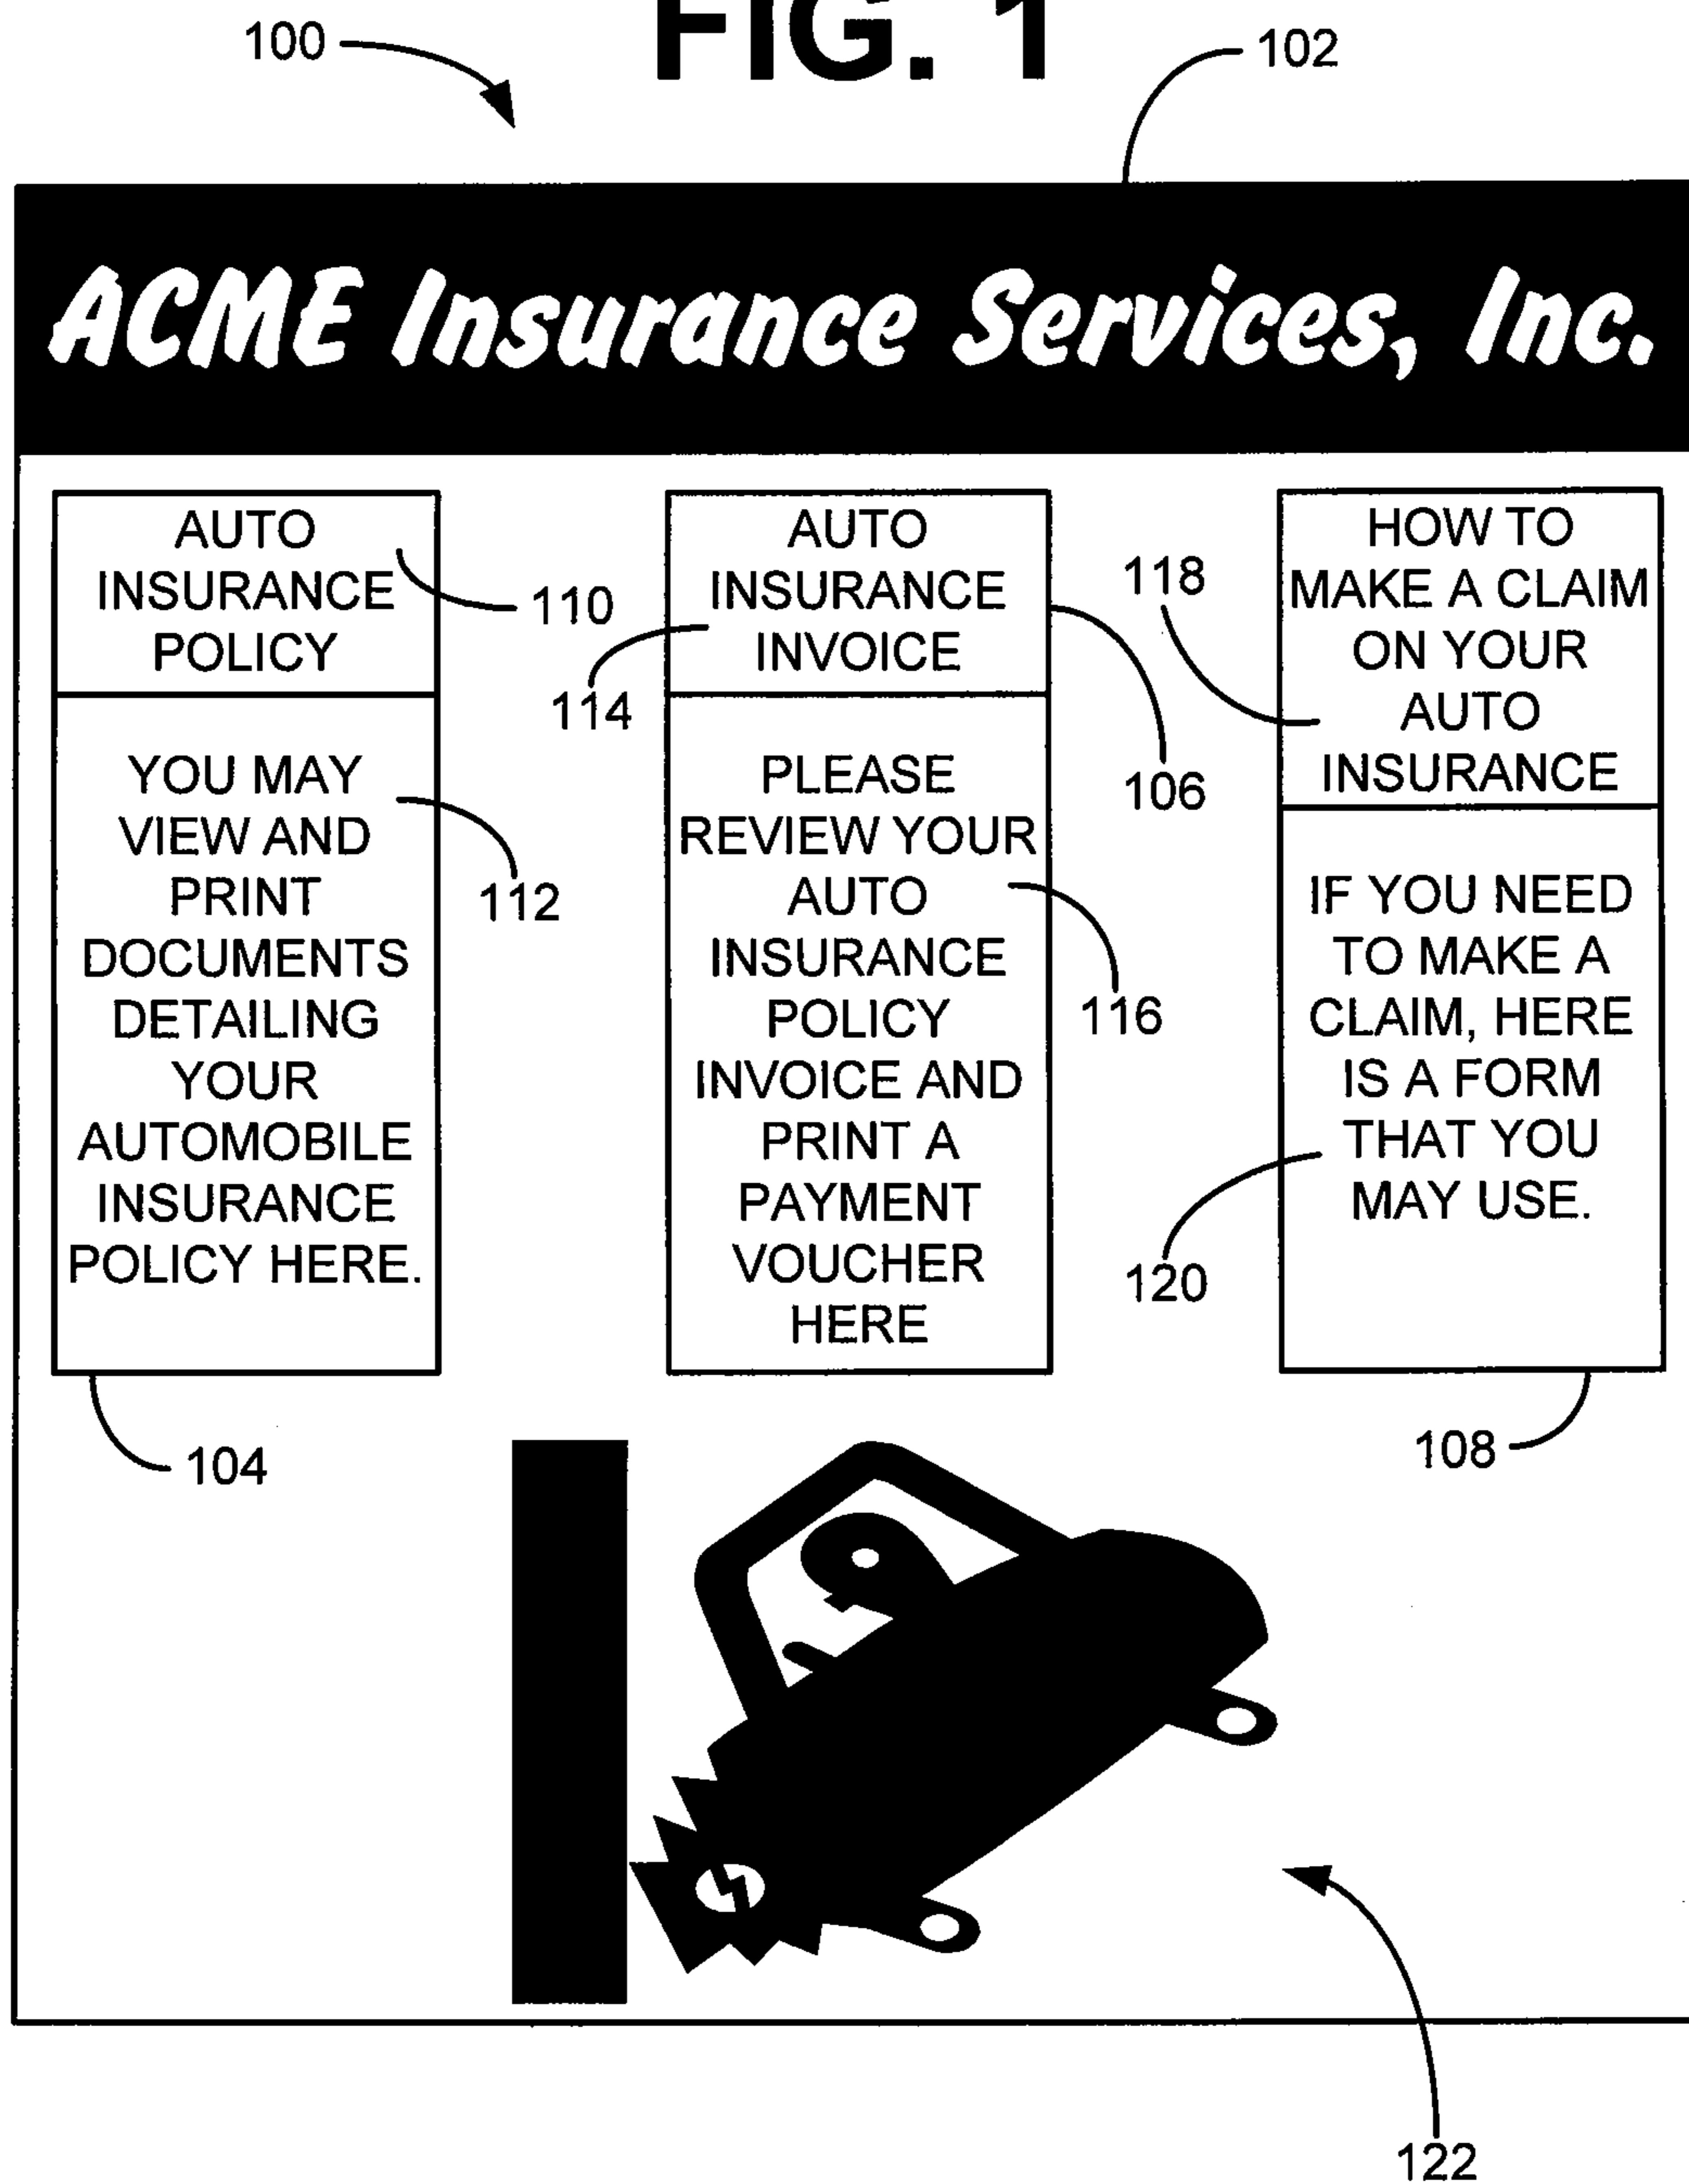 FIG. 1
100
102
ACME Insurance Services, Inc.
AUTO
INSURANCE
POLICY
110
YOU MAY
VIEW AND
PRINT
DOCUMENTS
DETAILING
YOUR
AUTOMOBILE
INSURANCE
POLICY HERE.
112
104
AUTO
INSURANCE
INVOICE
114
106
PLEASE
REVIEW YOUR
AUTO
INSURANCE
POLICY
INVOICE AND
PRINT A
PAYMENT
VOUCHER
HERE
116
HOW TO
MAKE A CLAIM
ON YOUR
AUTO
INSURANCE
118
IF YOU NEED
TO MAKE A
CLAIM, HERE
IS A FORM
THAT YOU
MAY USE.
120
108
122